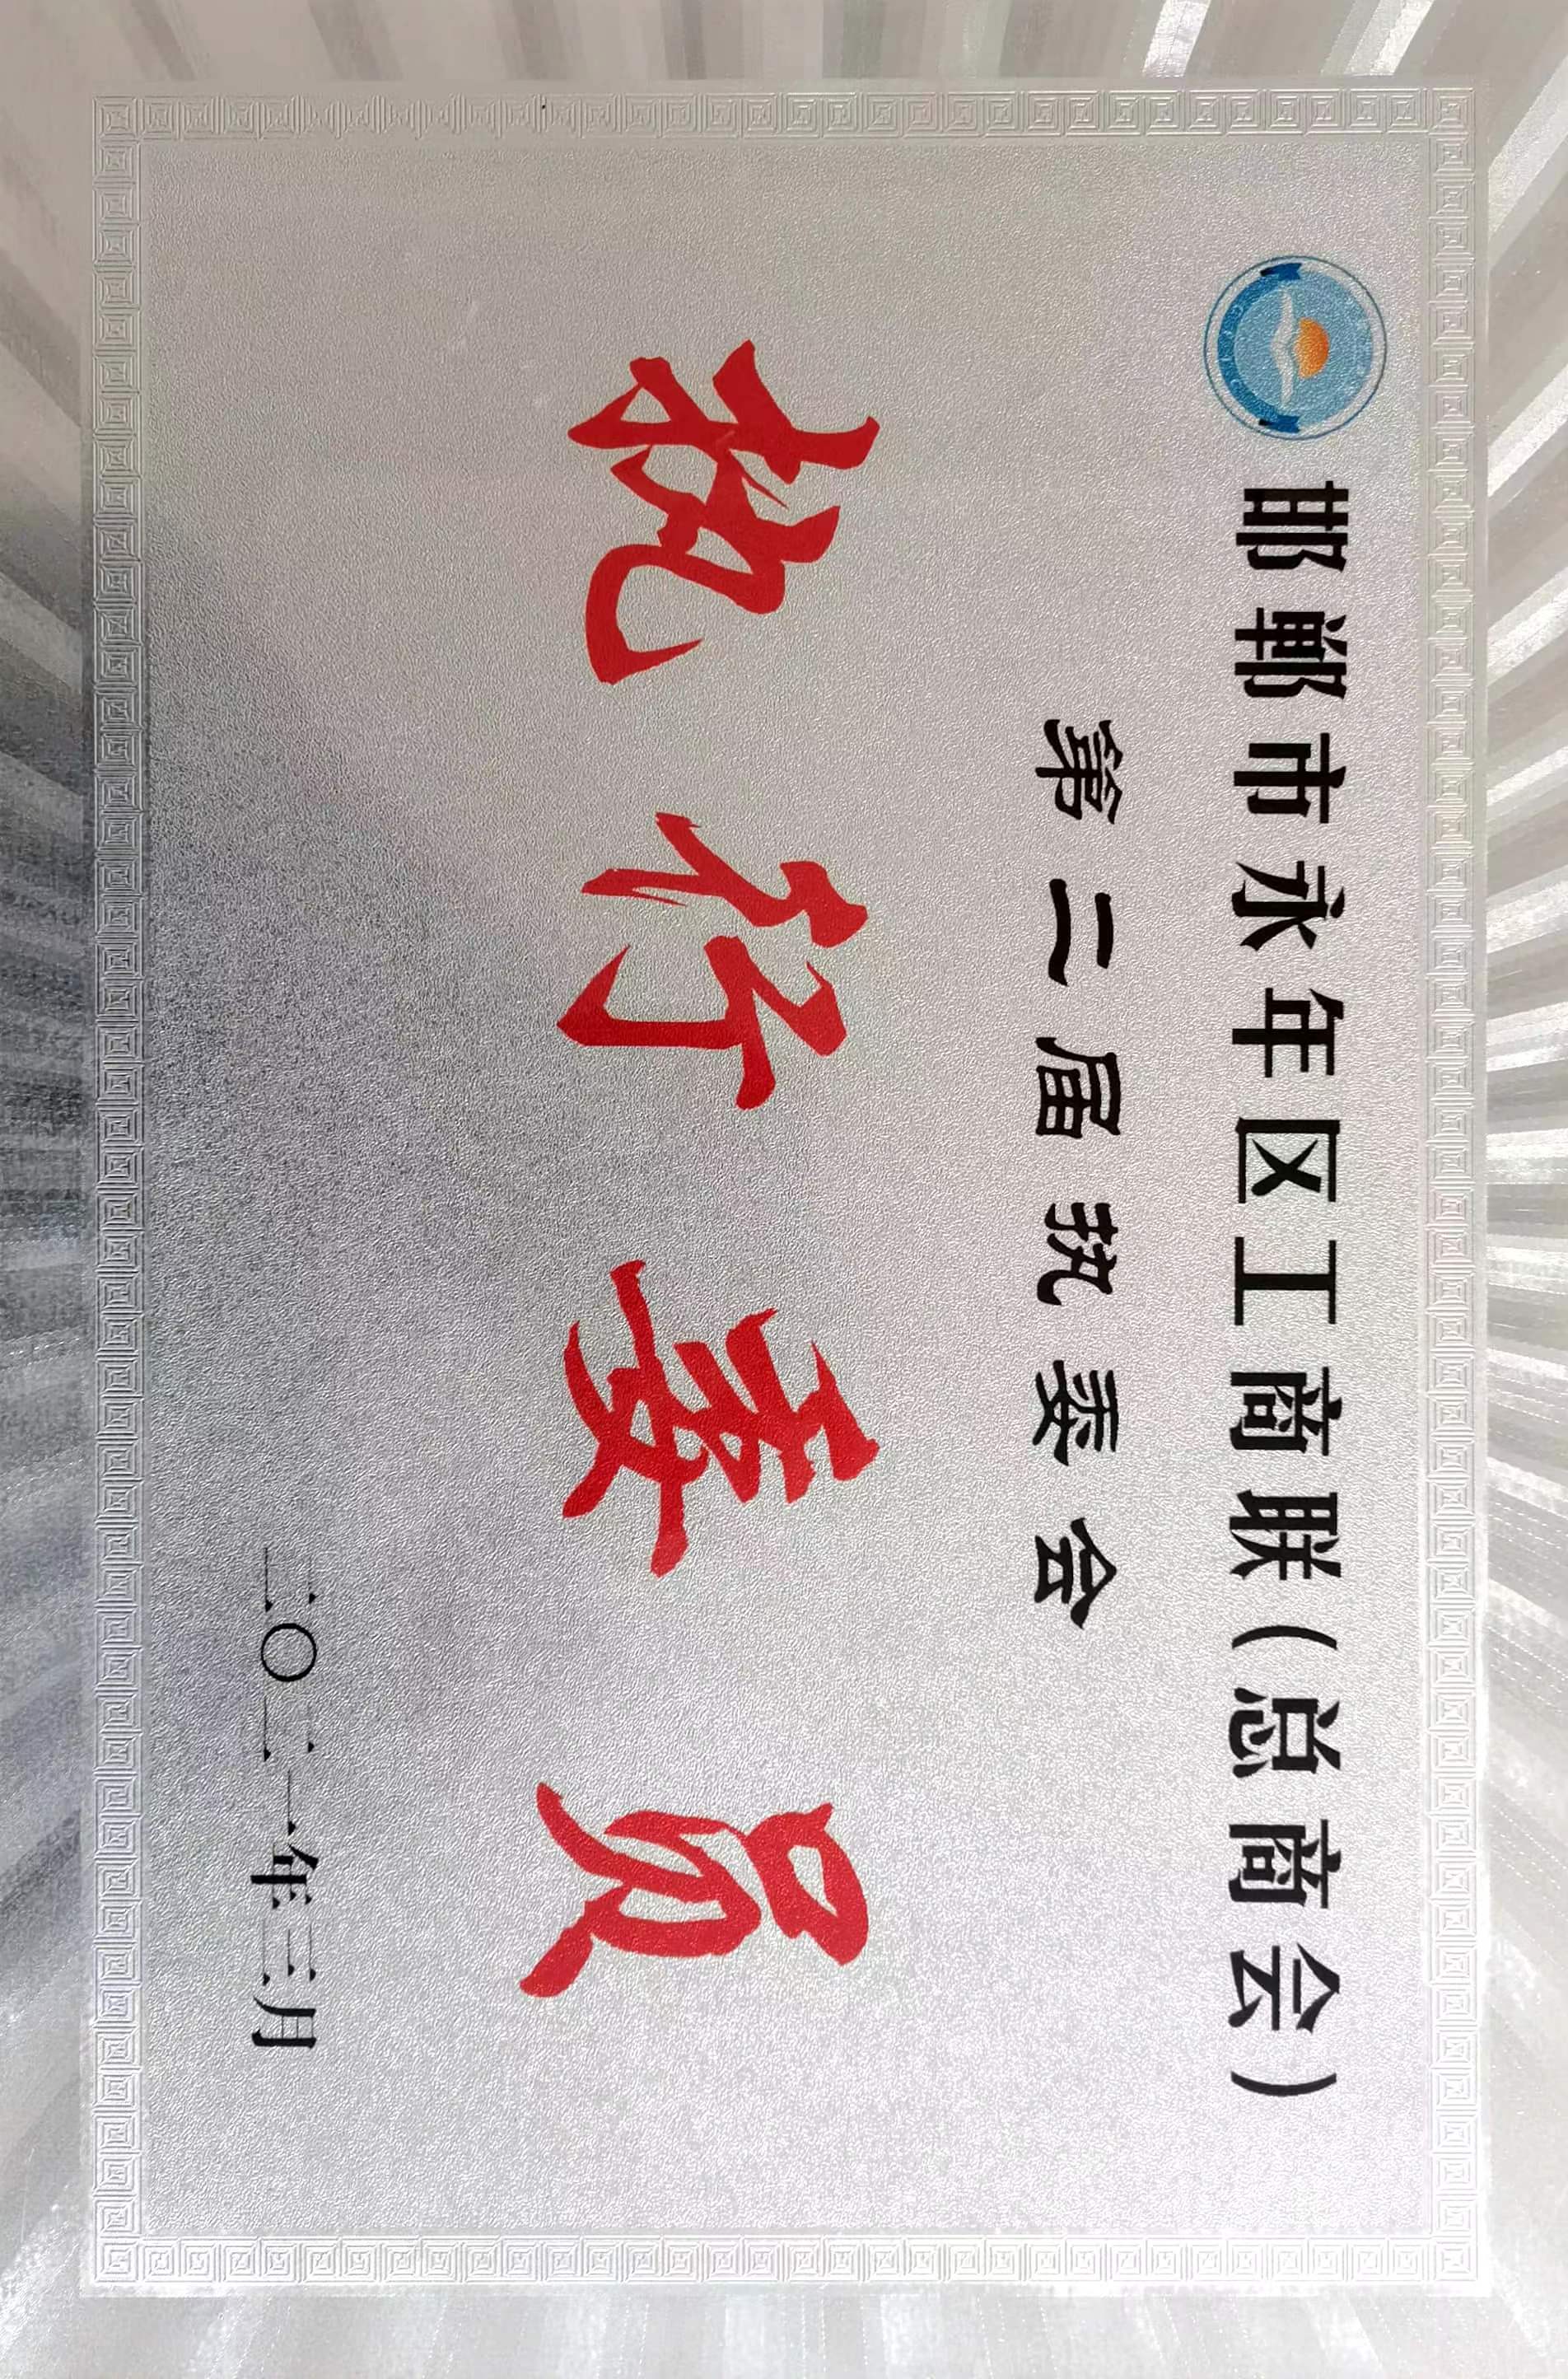 邯郸市永年区工商联(总商会)
第二届执委会
执行委员
二〇二一年三月